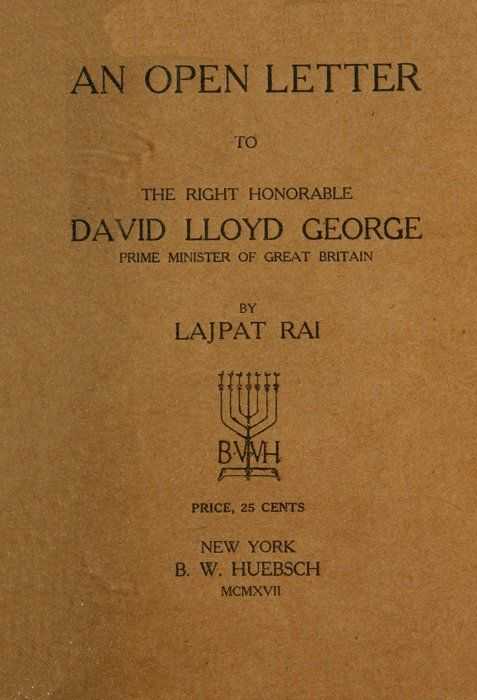 AN OPEN LETTER
TO
THE RIGHT HONORABLE
DAVID LLOYD GEORGE
PRIME MINISTER OF GREAT BRITAIN
BY
LAJPAT RAI
B·W·H
PRICE, 25 CENTS
NEW YORK
B. W. HUEBSCH
MCMXVII